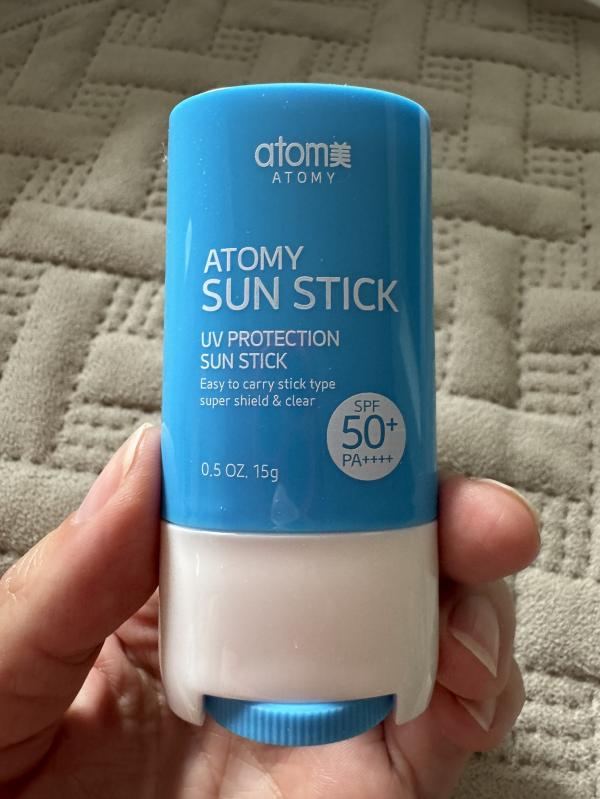 atom美
ATOMY
ATOMY
SUN STICK
UV PROTECTION
SUN STICK
Easy to carry stick type
super shield & clear
SPF
50+
PA++++
0.5 OZ. 15g